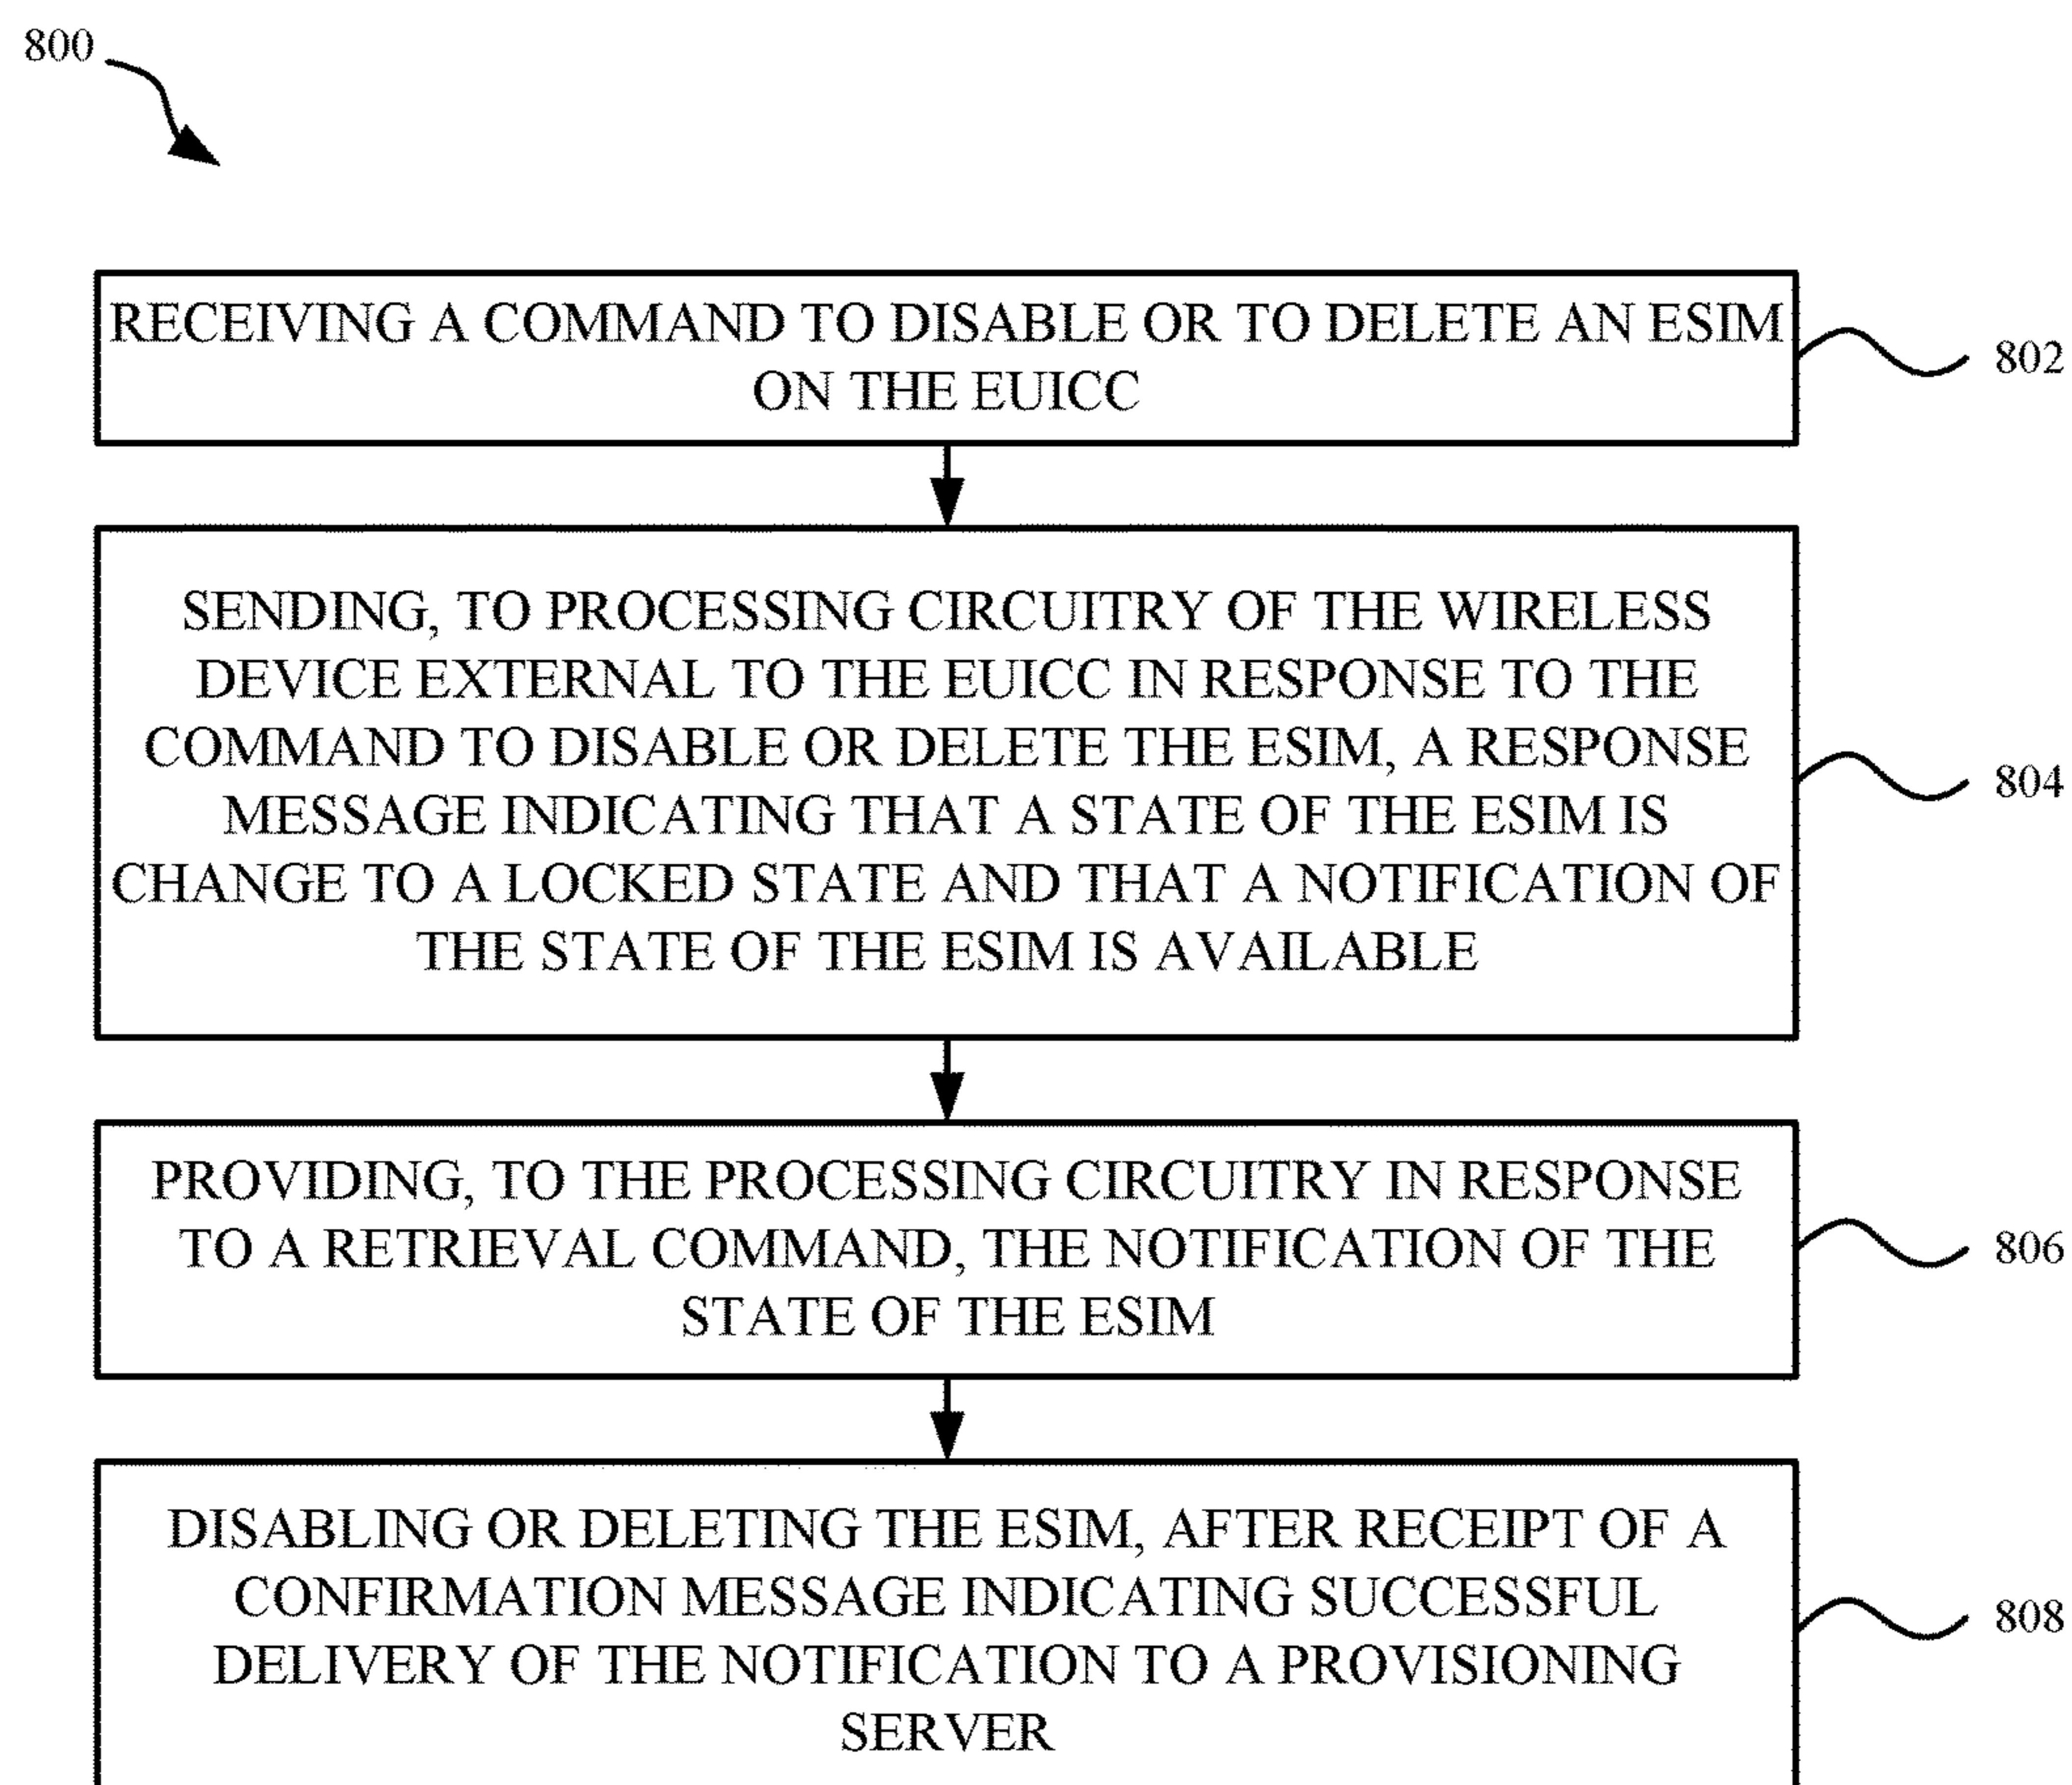 800
RECEIVING A COMMAND TO DISABLE OR TO DELETE AN ESIM
ON THE EUICC
802
SENDING, TO PROCESSING CIRCUITRY OF THE WIRELESS
DEVICE EXTERNAL TO THE EUICC IN RESPONSE TO THE
COMMAND TO DISABLE OR DELETE THE ESIM, A RESPONSE
MESSAGE INDICATING THAT A STATE OF THE ESIM IS
CHANGE TO A LOCKED STATE AND THAT A NOTIFICATION OF
THE STATE OF THE ESIM IS AVAILABLE
804
PROVIDING, TO THE PROCESSING CIRCUITRY IN RESPONSE
TO A RETRIEVAL COMMAND, THE NOTIFICATION OF THE
STATE OF THE ESIM
806
DISABLING OR DELETING THE ESIM, AFTER RECEIPT OF A
CONFIRMATION MESSAGE INDICATING SUCCESSFUL
DELIVERY OF THE NOTIFICATION TO A PROVISIONING
SERVER
808